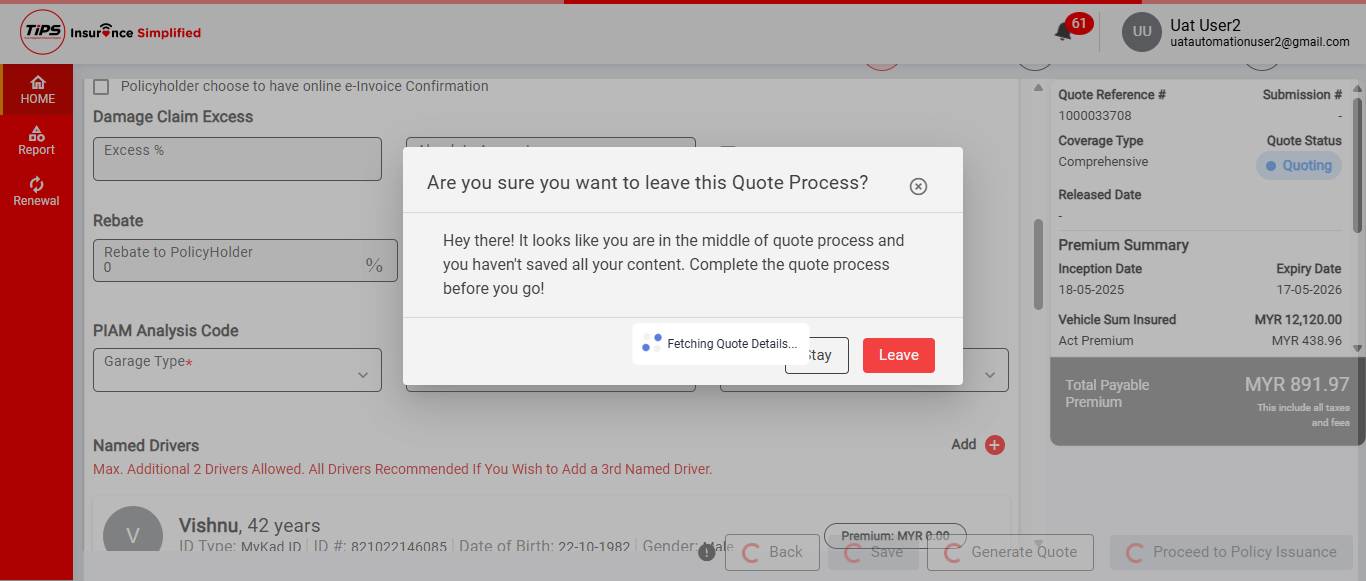 TiPS Insurance Simplified
61
UU
Uat User2
uatautomationuser2@gmail.com
HOME
Report
Renewal
Policyholder choose to have online e-Invoice Confirmation
Damage Claim Excess
Excess %
Rebate
Rebate to PolicyHolder
0
%
PIAM Analysis Code
Garage Type*
Named Drivers
Add
Max. Additional 2 Drivers Allowed. All Drivers Recommended If You Wish to Add a 3rd Named Driver.
V
Vishnu, 42 years
ID Type: MyKad ID
ID #: 821022146085
Date of Birth: 22-10-1982
Gender: Male
Premium: MYR 0.00
Are you sure you want to leave this Quote Process?
Hey there! It looks like you are in the middle of quote process and
you haven't saved all your content. Complete the quote process
before you go!
Fetching Quote Details...
Stay
Leave
Quote Reference #
Submission #
1000033708
-
Coverage Type
Quote Status
Comprehensive
Quoting
Released Date
-
Premium Summary
Inception Date
Expiry Date
18-05-2025
17-05-2026
Vehicle Sum Insured
MYR 12,120.00
Act Premium
MYR 438.96
Total Payable
Premium
MYR 891.97
This include all taxes
and fees
Back
Save
Generate Quote
Proceed to Policy Issuance